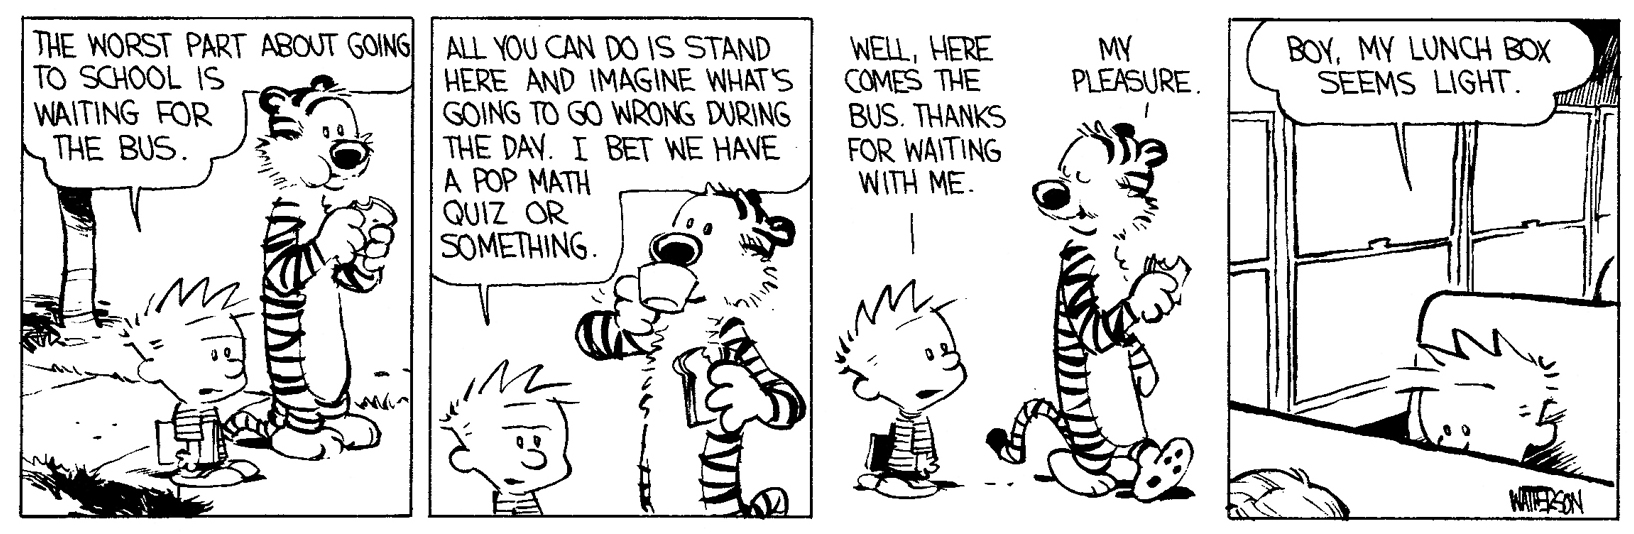 THE WORST PART ABOUT GOING
TO SCHOOL IS
WAITING FOR
THE BUS.
ALL YOU CAN DO IS STAND
HERE AND IMAGINE WHAT'S
GOING TO GO WRONG DURING
THE DAY. I BET WE HAVE
A POP MATH
QUIZ OR
SOMETHING.
WELL, HERE
COMES THE
BUS. THANKS
FOR WAITING
WITH ME.
MY
PLEASURE.
BOY, MY LUNCH BOX
SEEMS LIGHT.
WATTERSON